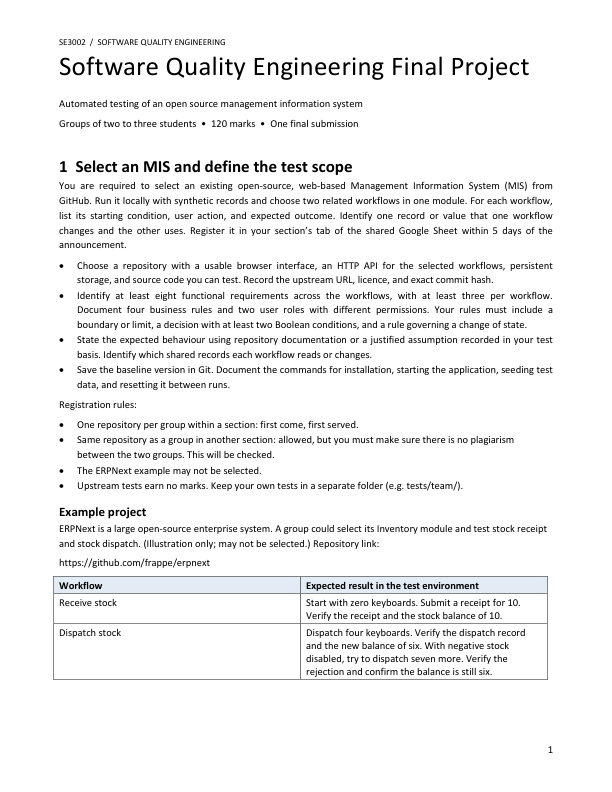 SE3002 / SOFTWARE QUALITY ENGINEERING
Software Quality Engineering Final Project
Automated testing of an open source management information system
Groups of two to three students • 120 marks • One final submission
1 Select an MIS and define the test scope
You are required to select an existing open-source, web-based Management Information System (MIS) from
GitHub. Run it locally with synthetic records and choose two related workflows in one module. For each workflow,
list its starting condition, user action, and expected outcome. Identify one record or value that one workflow
changes and the other uses. Register it in your section's tab of the shared Google Sheet within 5 days of the
announcement.
• Choose a repository with a usable browser interface, an HTTP API for the selected workflows, persistent
storage, and source code you can test. Record the upstream URL, licence, and exact commit hash.
• Identify at least eight functional requirements across the workflows, with at least three per workflow.
Document four business rules and two user roles with different permissions. Your rules must include a
boundary or limit, a decision with at least two Boolean conditions, and a rule governing a change of state.
• State the expected behaviour using repository documentation or a justified assumption recorded in your test
basis. Identify which shared records each workflow reads or changes.
• Save the baseline version in Git. Document the commands for installation, starting the application, seeding test
data, and resetting it between runs.
Registration rules:
• One repository per group within a section: first come, first served.
• Same repository as a group in another section: allowed, but you must make sure there is no plagiarism
between the two groups. This will be checked.
• The ERPNext example may not be selected.
• Upstream tests earn no marks. Keep your own tests in a separate folder (e.g. tests/team/).
Example project
ERPNext is a large open-source enterprise system. A group could select its Inventory module and test stock receipt
and stock dispatch. (Illustration only; may not be selected.) Repository link:
https://github.com/frappe/erpnext
Workflow Expected result in the test environment
Receive stock Start with zero keyboards. Submit a receipt for 10.
Verify the receipt and the stock balance of 10.
Dispatch stock Dispatch four keyboards. Verify the dispatch record
and the new balance of six. With negative stock
disabled, try to dispatch seven more. Verify the
rejection and confirm the balance is still six.
1